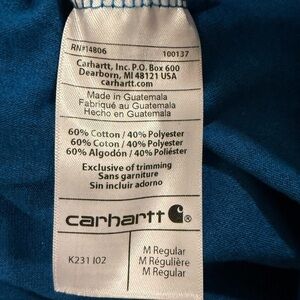 RN#14806 100137
Carhartt, Inc. P.O. Box 600
Dearborn, MI 48121 USA
carhartt.com
Made in Guatemala
Fabriqué au Guatemala
Hecho en Guatemala
60% Cotton / 40% Polyester
60% Coton / 40% Polyester
60% Algodón / 40% Poliéster
Exclusive of trimming
Sans garniture
Sin incluir adorno
carhartt
K231 I02
M Regular
M Régulière
M Regular